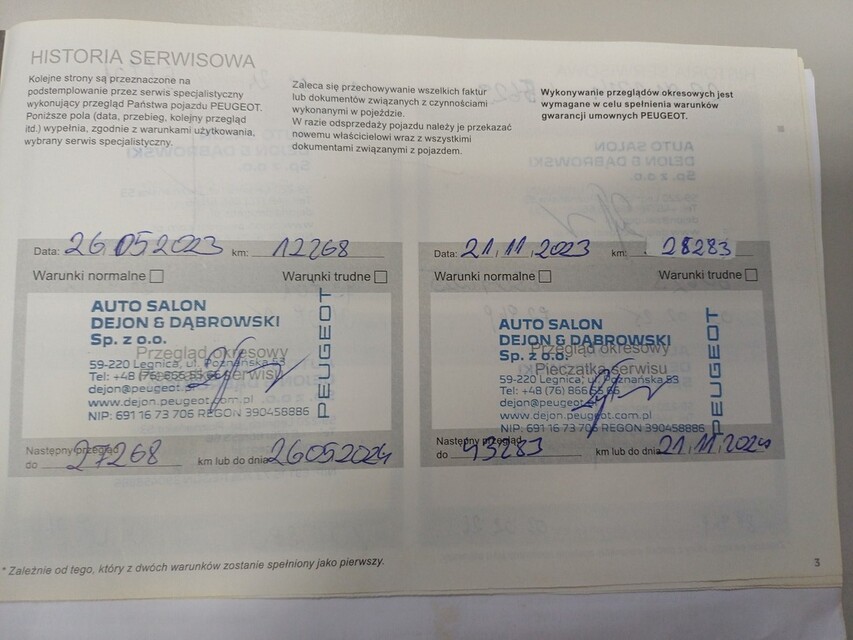 HISTORIA SERWISOWA
Kolejne strony są przeznaczone na
podstemplowanie przez serwis specjalistyczny
wykonujący przegląd Państwa pojazdu PEUGEOT.
Poniższe pola (data, przebieg, kolejny przegląd
itd.) wypełnia, zgodnie z warunkami użytkowania,
wybrany serwis specjalistyczny.
Zaleca się przechowywanie wszelkich faktur
lub dokumentów związanych z czynnościami
wykonanymi w pojeździe.
W razie odsprzedaży pojazdu należy je przekazać
nowemu właścicielowi wraz z wszystkimi
dokumentami związanymi z pojazdem.
Wykonywanie przeglądów okresowych jest
wymagane w celu spełnienia warunków
gwarancji umownych PEUGEOT.
Data: 26.05 2023 km: 12268
Warunki normalne Warunki trudne
AUTO SALON
DEJON & DĄBROWSKI
Sp. z o.o.
Przegląd okresowy
59-220 Legnica, ul. Poznańska 53
serwisu
Tel: +48 (76) 866
dejon@peugeot
www.dejon.peugeot.com.pl
NIP: 691 16 73 706 REGON 390458886
PEUGEOT
Następny przegląd
do 27268 km lub do dnia 26052024
Data: 21.11.2023 km: 28283
Warunki normalne Warunki trudne
AUTO SALON
DEJON & DĄBROWSKI
Sp. z o.o.
Przegląd okresowy
Pieczątka serwisu
59-220 Legnica, ul. Poznańska 53
Tel: +48 (76) 866
dejon@peugeot
www.dejon.peugeot.com.pl
NIP: 691 16 73 706 REGON 390458886
PEUGEOT
Następny przegląd
do 43283 km lub do dnia 21.11.2024
* Zależnie od tego, który z dwóch warunków zostanie spełniony jako pierwszy.
3